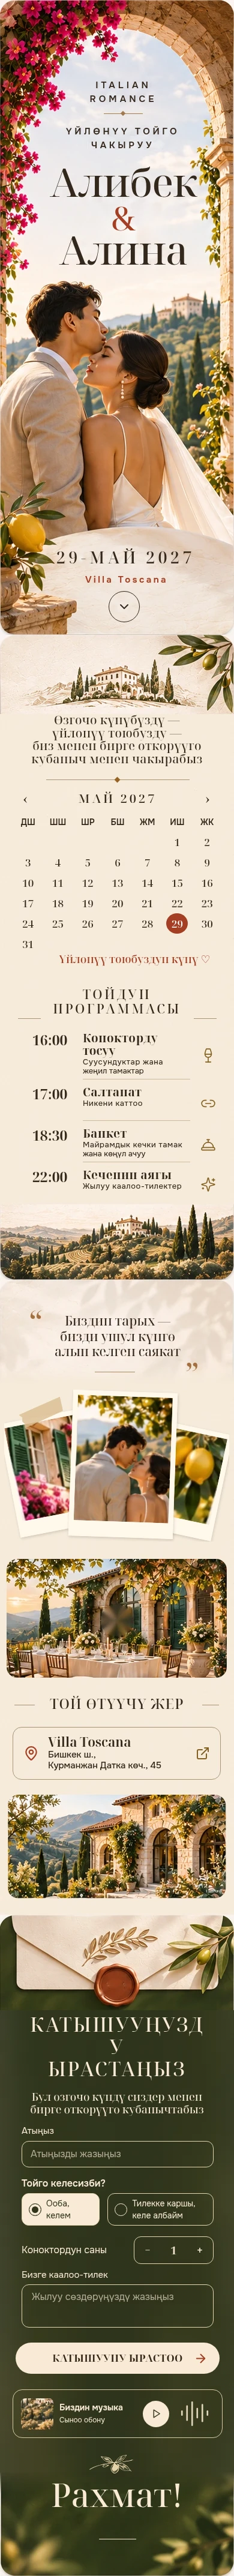 ITALIAN
ROMANCE
ҮЙЛӨНҮҮ ТОЙГО
ЧАКЫРУУ
Алибек
&
Алина
29-МАЙ 2027
Villa Toscana
Өзгөчө күнүбүздү —
үйлөнүү тоюбузду —
биз менен бирге өткөрүүгө
кубаныч менен чакырабыз
‹ МАЙ 2027 ›
ДШ ШШ ШР БШ ЖМ ИШ ЖК
1 2
3 4 5 6 7 8 9
10 11 12 13 14 15 16
17 18 19 20 21 22 23
24 25 26 27 28 29 30
31
Үйлөнүү тоюбуздун күнү ♡
ТОЙДУН
ПРОГРАММАСЫ
16:00 Конокторду
тосуу
Суусундуктар жана
жеңил тамактар
17:00 Салтанат
Никени каттоо
18:30 Банкет
Майрамдык кечки тамак
жана көңүл ачуу
22:00 Кеченин аягы
Жылуу каалоо-тилектер
“ Биздин тарых —
бизди ушул күнгө
алып келген саякат ”
ТОЙ ӨТҮҮЧҮ ЖЕР
Villa Toscana
Бишкек ш.,
Курманжан Датка көч., 45
КАТЫШУУҢУЗД
У
ЫРАСТАҢЫЗ
Бул өзгөчө күндү сиздер менен
бирге өткөрүүгө кубанычтабыз
Атыңыз
Атыңызды жазыңыз
Тойго келесизби?
Ооба,
келем
Тилекке каршы,
келе албайм
Коноктордун саны − 1 +
Бизге каалоо-тилек
Жылуу сөздөрүңүздү жазыңыз
КАТЫШУУНУ ЫРАСТОО →
Биздин музыка
Сыноо обону
Рахмат!